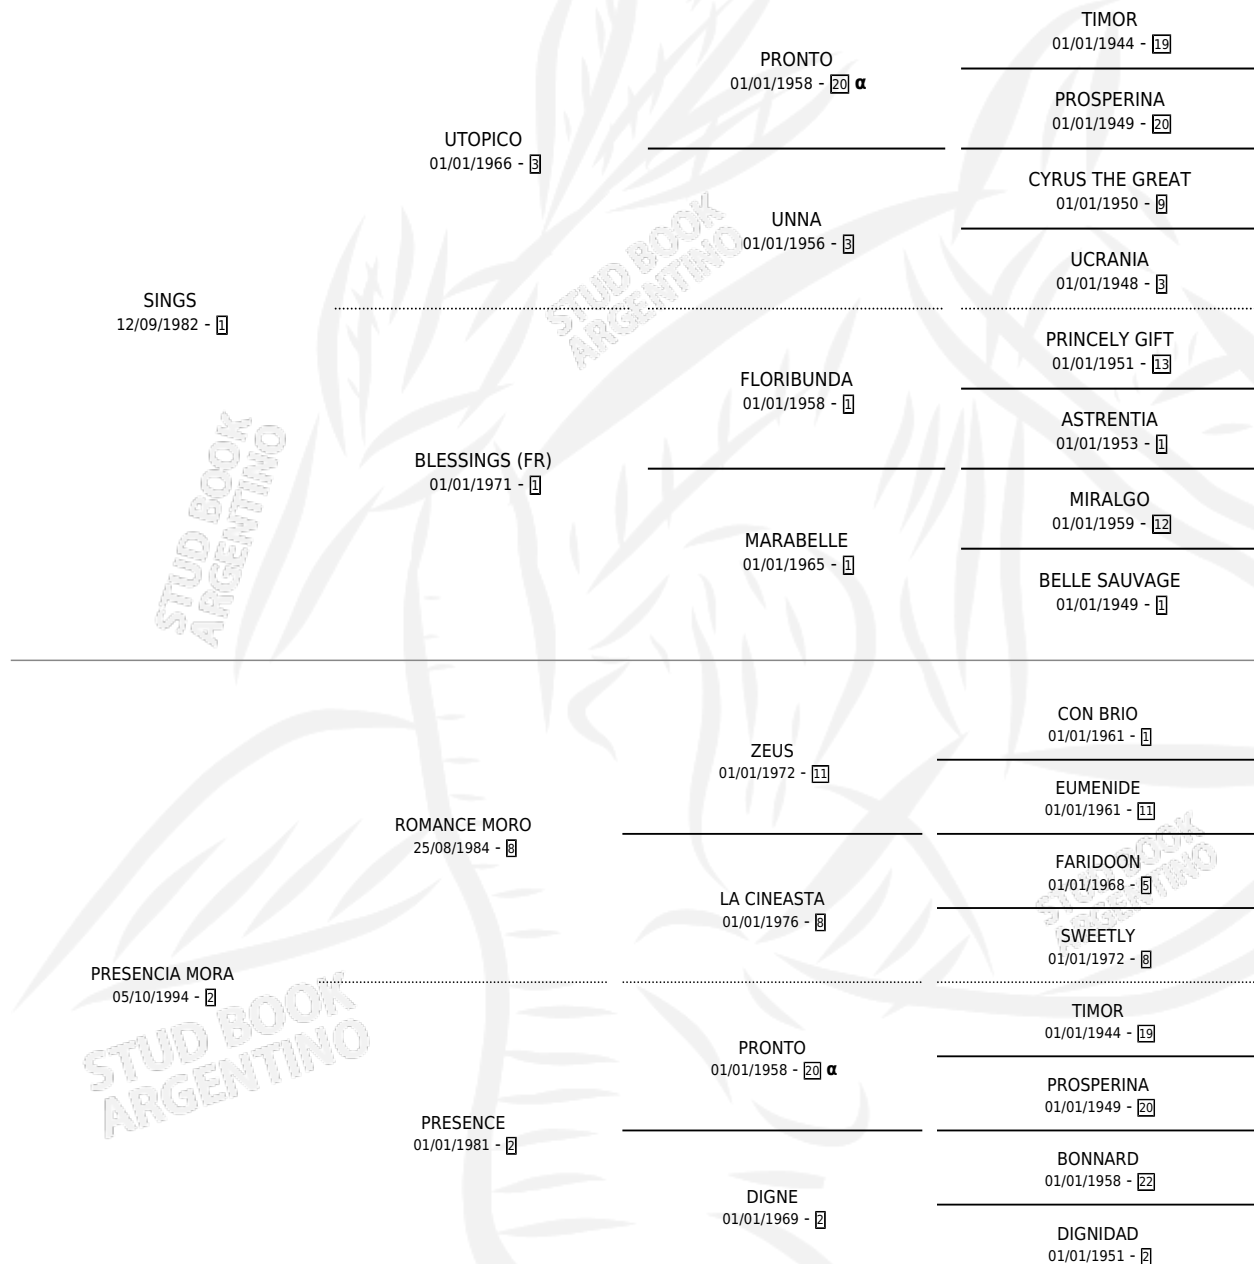 TIMOR
01/01/1944 - 19
PRONTO
01/01/1958 - 20 α
PROSPERINA
01/01/1949 - 20
UTOPICO
01/01/1966 - 3
CYRUS THE GREAT
01/01/1950 - 9
UNNA
01/01/1956 - 3
UCRANIA
01/01/1948 - 3
STUD BOOK
ARGENTINO
SINGS
12/09/1982 - 1
PRINCELY GIFT
01/01/1951 - 13
FLORIBUNDA
01/01/1958 - 1
ASTRENTIA
01/01/1953 - 1
BLESSINGS (FR)
01/01/1971 - 1
MIRALGO
01/01/1959 - 12
MARABELLE
01/01/1965 - 1
BELLE SAUVAGE
01/01/1949 - 1
STUD BOOK
ARGENTINO
CON BRIO
01/01/1961 - 1
ZEUS
01/01/1972 - 11
EUMENIDE
01/01/1961 - 11
ROMANCE MORO
25/08/1984 - 8
FARIDOON
01/01/1968 - 5
LA CINEASTA
01/01/1976 - 8
SWEETLY
01/01/1972 - 8
STUD BOOK
ARGENTINO
PRESENCIA MORA
05/10/1994 - 2
TIMOR
01/01/1944 - 19
PRONTO
01/01/1958 - 20 α
PROSPERINA
01/01/1949 - 20
STUD BOOK
ARGENTINO
PRESENCE
01/01/1981 - 2
BONNARD
01/01/1958 - 22
DIGNE
01/01/1969 - 2
DIGNIDAD
01/01/1951 - 2